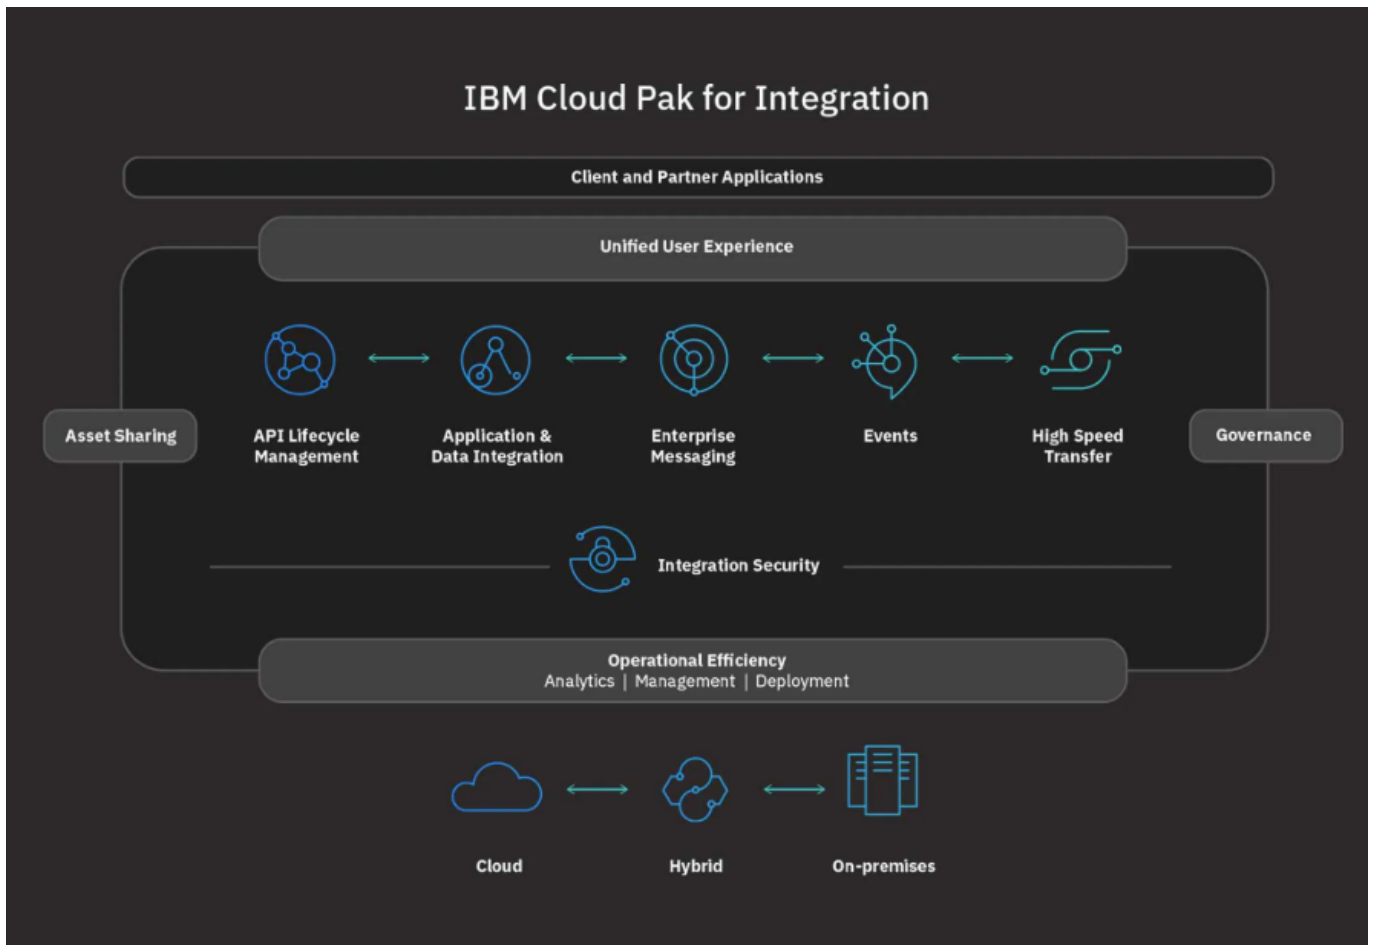 IBM Cloud Pak for Integration
Client and Partner Applications
Unified User Experience
Asset Sharing
API Lifecycle
Management
Application &
Data Integration
Enterprise
Messaging
Events
High Speed
Transfer
Governance
Integration Security
Operational Efficiency
Analytics | Management | Deployment
Cloud
Hybrid
On-premises